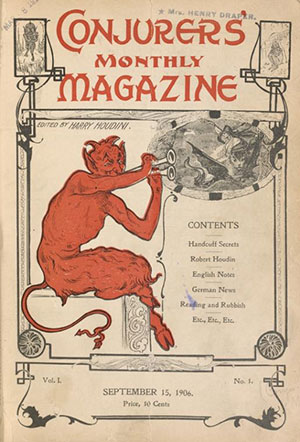 MRS. HENRY DRAPER.
CONJURERS
MONTHLY
MAGAZINE
EDITED BY HARRY HOUDINI.
CONTENTS
Handcuff Secrets
Robert Houdin
English Notes
German News
Reading and Rubbish
Etc., Etc., Etc.
Vol. I.
No. 1.
SEPTEMBER 15, 1906.
Price, 10 Cents